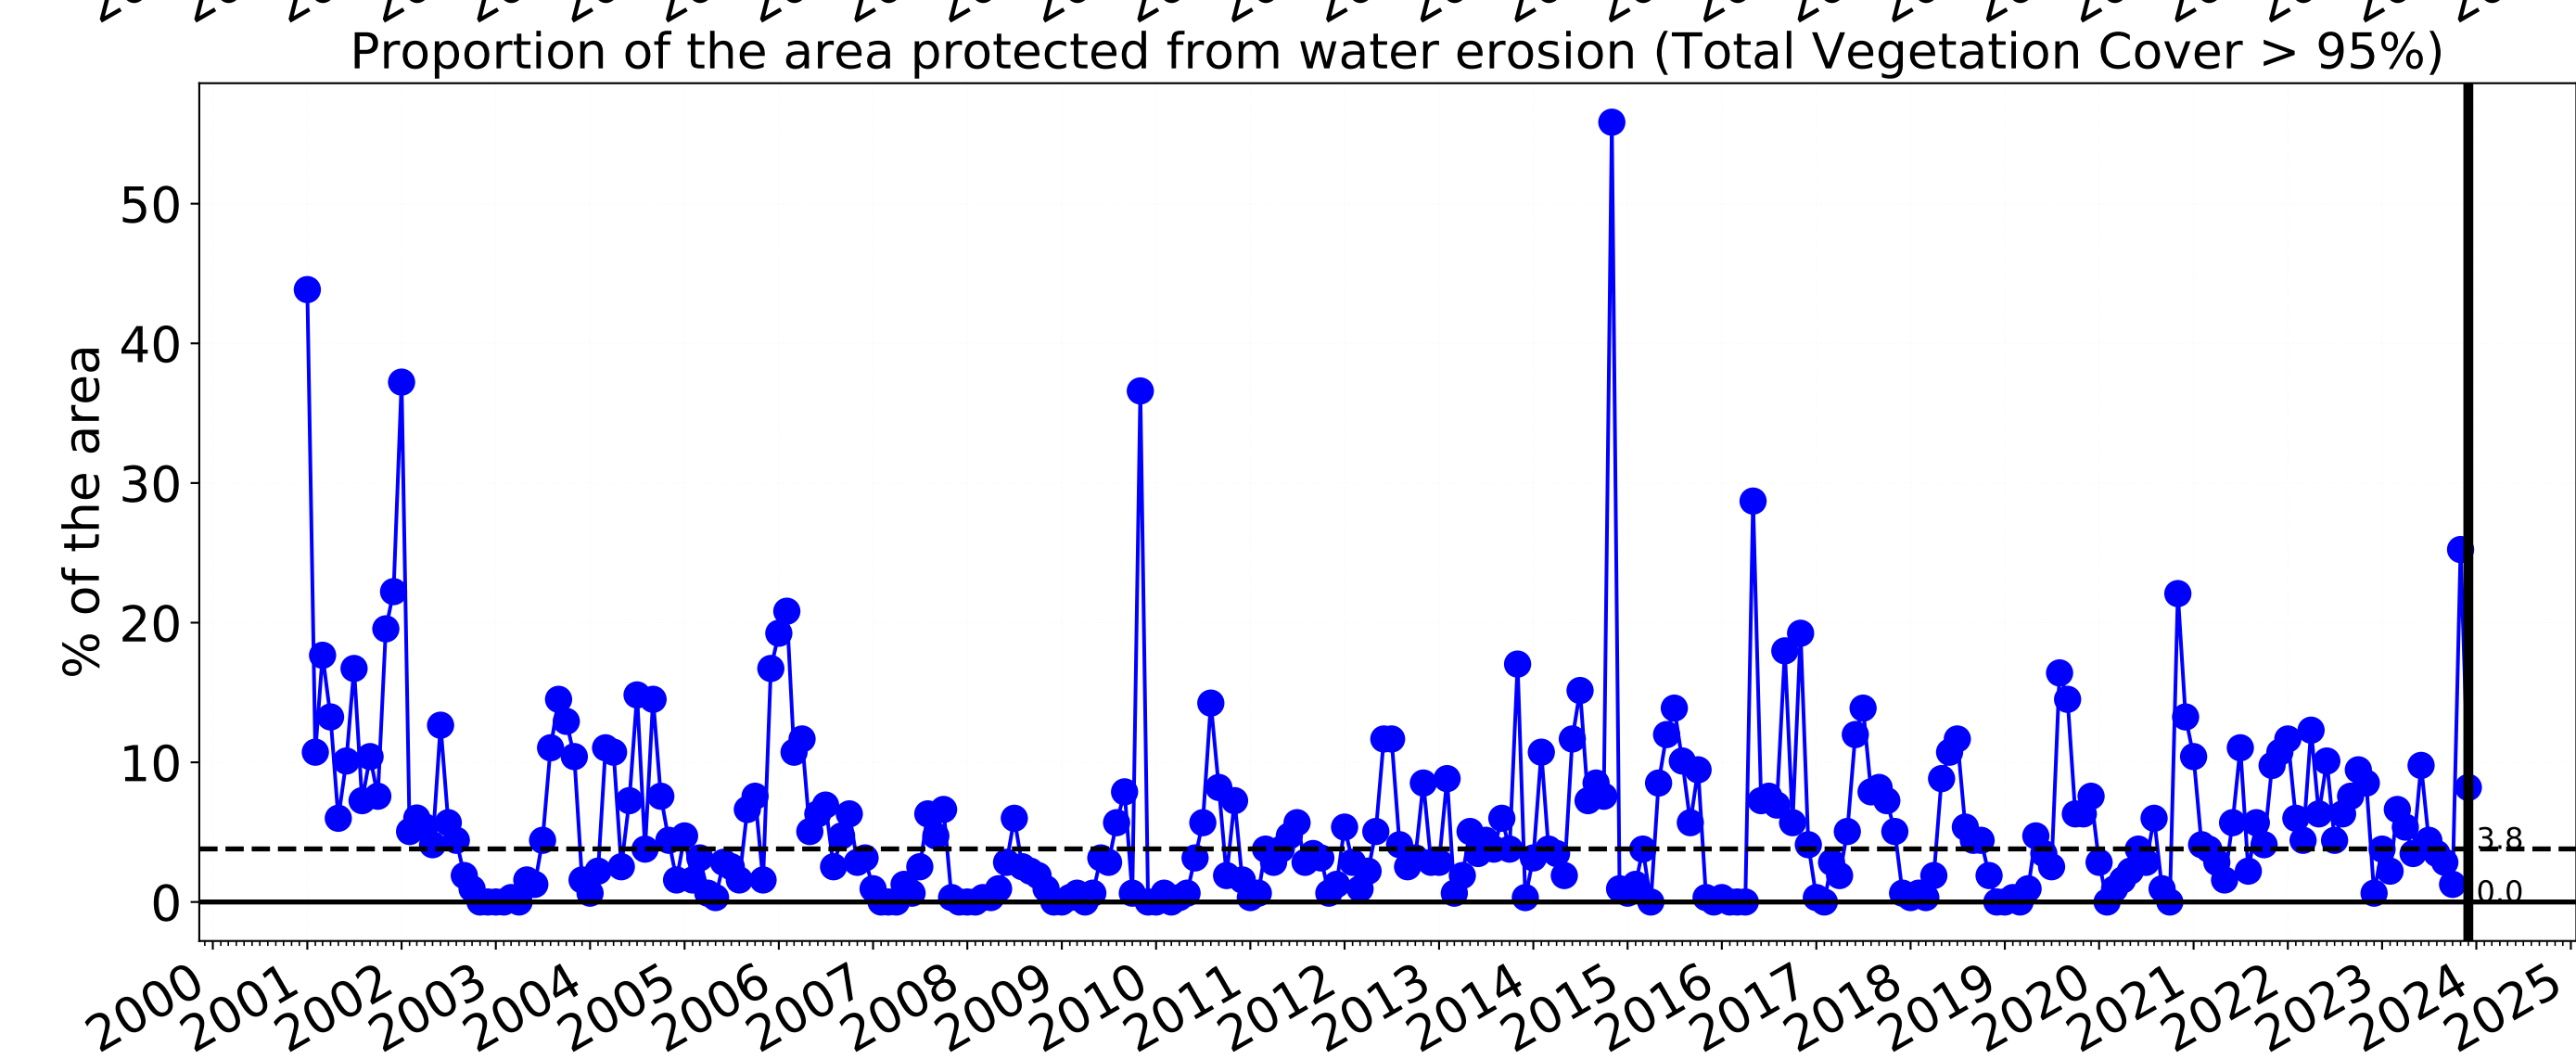 Proportion of the area protected from water erosion (Total Vegetation Cover > 95%)
% of the area
50
40
30
20
10
0
3.8
0.0
2000 2001 2002 2003 2004 2005 2006 2007 2008 2009 2010 2011 2012 2013 2014 2015 2016 2017 2018 2019 2020 2021 2022 2023 2024 2025